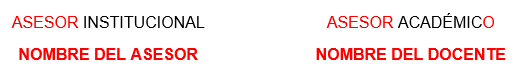 ASESOR INSTITUCIONAL
NOMBRE DEL ASESOR
ASESOR ACADÉMICO
NOMBRE DEL DOCENTE